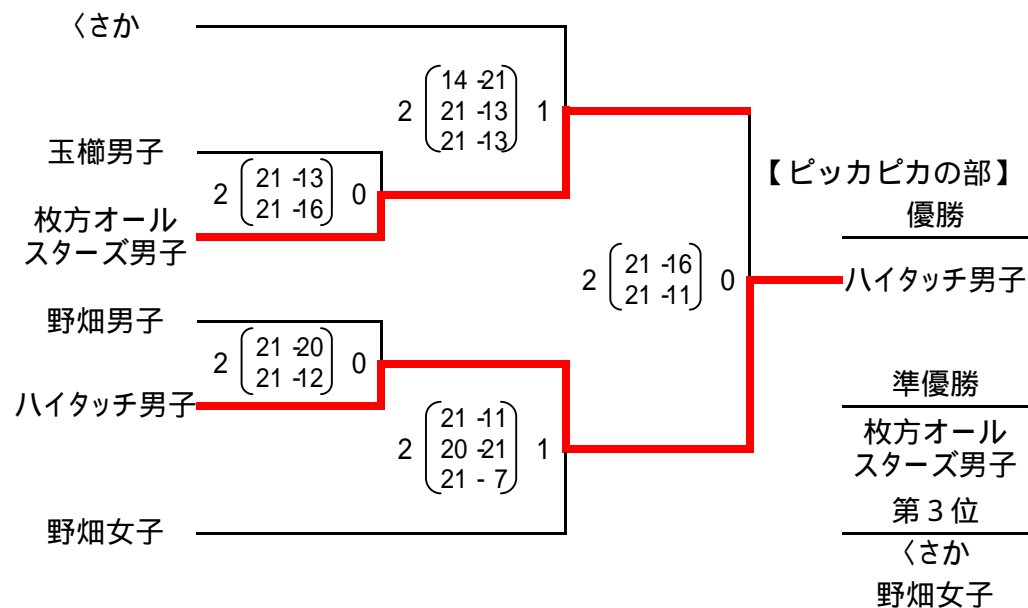 くさか
14 -21
2 21 -13 1
21 -13
玉櫛男子
2 21 -13 0
21 -16
枚方オール
スターズ男子
【ピッカピカの部】
優勝
ハイタッチ男子
2 21 -16 0
21 -11
野畑男子
2 21 -20 0
21 -12
ハイタッチ男子
21 -11
2 20 -21 1
21 - 7
野畑女子
準優勝
枚方オール
スターズ男子
第3位
くさか
野畑女子